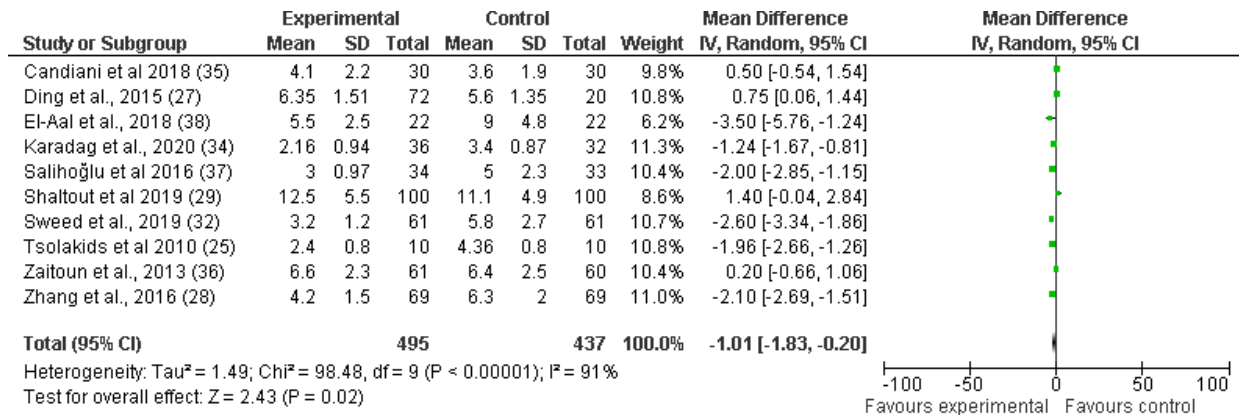 Experimental Control Mean Difference Mean Difference
Study or Subgroup Mean SD Total Mean SD Total Weight IV, Random, 95% CI IV, Random, 95% CI
Candiani et al 2018 (35) 4.1 2.2 30 3.6 1.9 30 9.8% 0.50 [-0.54, 1.54]
Ding et al., 2015 (27) 6.35 1.51 72 5.6 1.35 20 10.8% 0.75 [0.06, 1.44]
El-Aal et al., 2018 (38) 5.5 2.5 22 9 4.8 22 6.2% -3.50 [-5.76, -1.24]
Karadag et al., 2020 (34) 2.16 0.94 36 3.4 0.87 32 11.3% -1.24 [-1.67, -0.81]
Salihoğlu et al 2016 (37) 3 0.97 34 5 2.3 33 10.4% -2.00 [-2.85, -1.15]
Shaltout et al 2019 (29) 12.5 5.5 100 11.1 4.9 100 8.6% 1.40 [-0.04, 2.84]
Sweed et al., 2019 (32) 3.2 1.2 61 5.8 2.7 61 10.7% -2.60 [-3.34, -1.86]
Tsolakids et al 2010 (25) 2.4 0.8 10 4.36 0.8 10 10.8% -1.96 [-2.66, -1.26]
Zaitoun et al., 2013 (36) 6.6 2.3 61 6.4 2.5 60 10.4% 0.20 [-0.66, 1.06]
Zhang et al., 2016 (28) 4.2 1.5 69 6.3 2 69 11.0% -2.10 [-2.69, -1.51]
Total (95% CI) 495 437 100.0% -1.01 [-1.83, -0.20]
Heterogeneity: Tau² = 1.49; Chi² = 98.48, df = 9 (P < 0.00001); I² = 91%
Test for overall effect: Z = 2.43 (P = 0.02)
-100 -50 0 50 100
Favours experimental Favours control